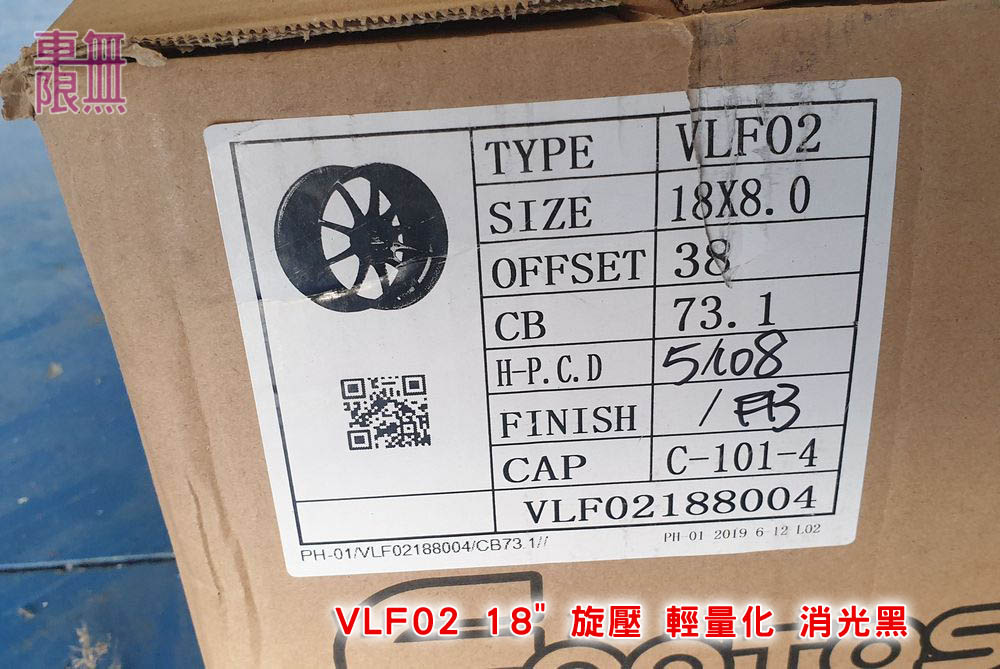 車無
限無
TYPE VLF02
SIZE 18X8.0
OFFSET 38
CB 73.1
H-P.C.D 5/108
FINISH / FB
CAP C-101-4
VLF02188004
PH-01/VLF02188004/CB73.1//
PH-01 2019 6 12 L02
VLF02 18" 旋壓 輕量化 消光黑